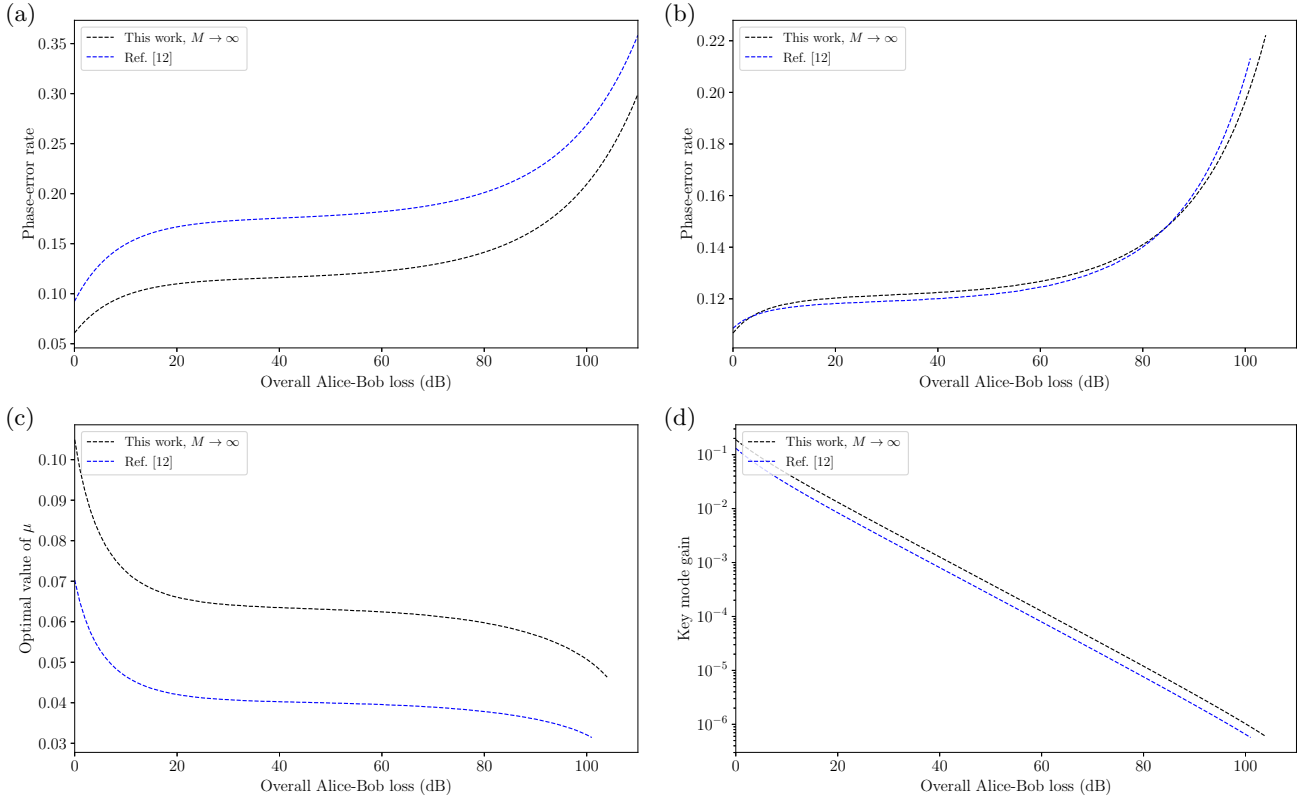 (a)
This work, M → ∞
Ref. [12]
Phase-error rate
0.35
0.30
0.25
0.20
0.15
0.10
0.05
0 20 40 60 80 100
Overall Alice-Bob loss (dB)
(b)
This work, M → ∞
Ref. [12]
Phase-error rate
0.22
0.20
0.18
0.16
0.14
0.12
0 20 40 60 80 100
Overall Alice-Bob loss (dB)
(c)
This work, M → ∞
Ref. [12]
Optimal value of μ
0.10
0.09
0.08
0.07
0.06
0.05
0.04
0.03
0 20 40 60 80 100
Overall Alice-Bob loss (dB)
(d)
This work, M → ∞
Ref. [12]
Key mode gain
10⁻¹
10⁻²
10⁻³
10⁻⁴
10⁻⁵
10⁻⁶
0 20 40 60 80 100
Overall Alice-Bob loss (dB)